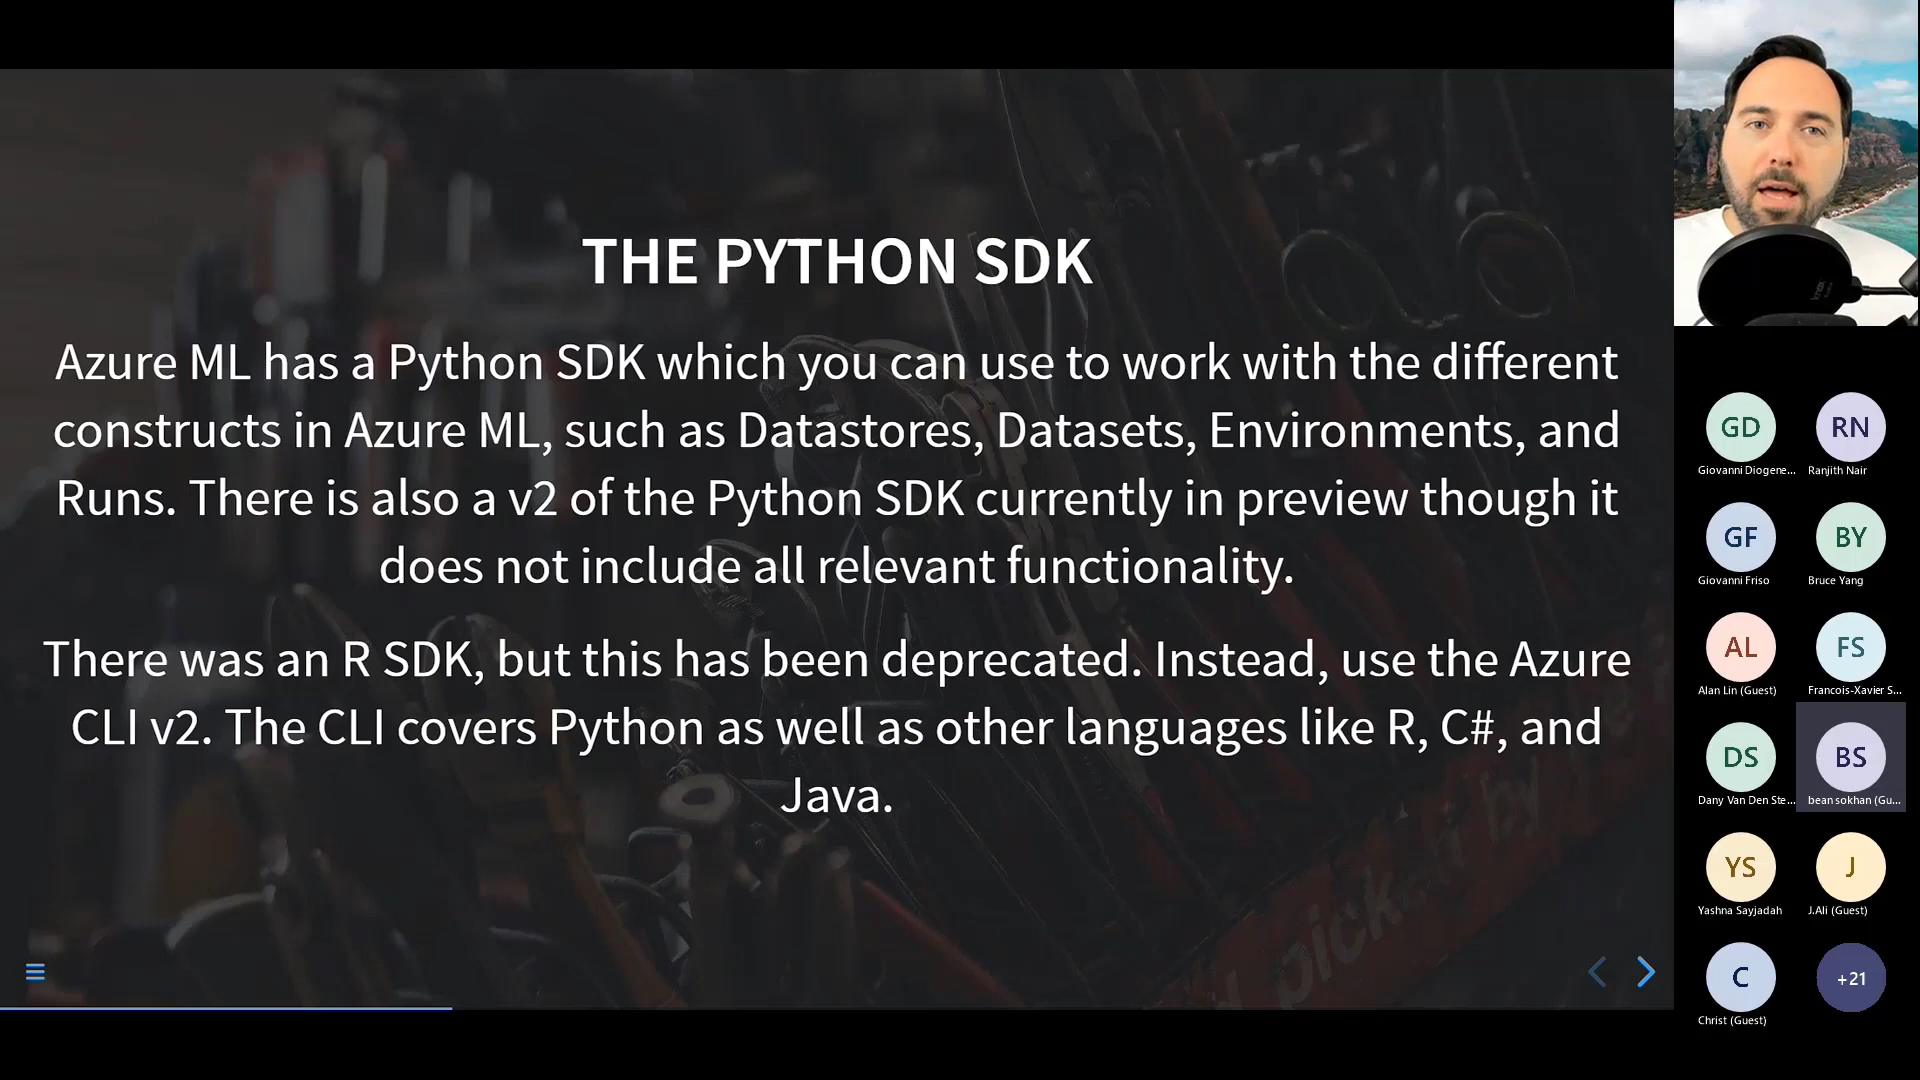 THE PYTHON SDK
Azure ML has a Python SDK which you can use to work with the different
constructs in Azure ML, such as Datastores, Datasets, Environments, and
Runs. There is also a v2 of the Python SDK currently in preview though it
does not include all relevant functionality.
There was an R SDK, but this has been deprecated. Instead, use the Azure
CLI v2. The CLI covers Python as well as other languages like R, C#, and
Java.
GD
RN
Giovanni Diogene...
Ranjith Nair
GF
BY
Giovanni Friso
Bruce Yang
AL
FS
Alan Lin (Guest)
Francois-Xavier S...
DS
BS
Dany Van Den Ste...
bean sokhan (Gu...
YS
J
Yashna Sayjadah
J.Ali (Guest)
C
+21
Christ (Guest)